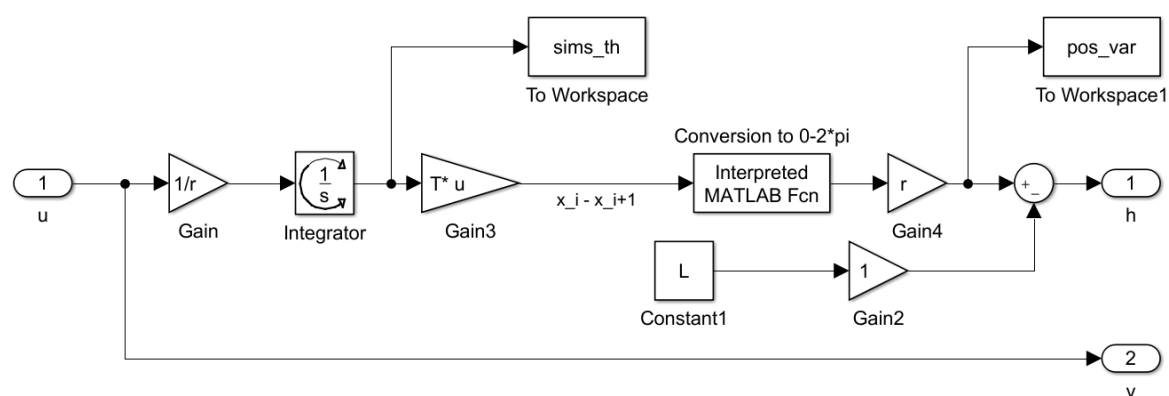 sims_th
To Workspace
pos_var
To Workspace1
Conversion to 0-2*pi
1
u
1/r
Gain
1
s
Integrator
T* u
Gain3
x_i - x_i+1
Interpreted
MATLAB Fcn
r
Gain4
+
_
1
h
L
Constant1
1
Gain2
2
v